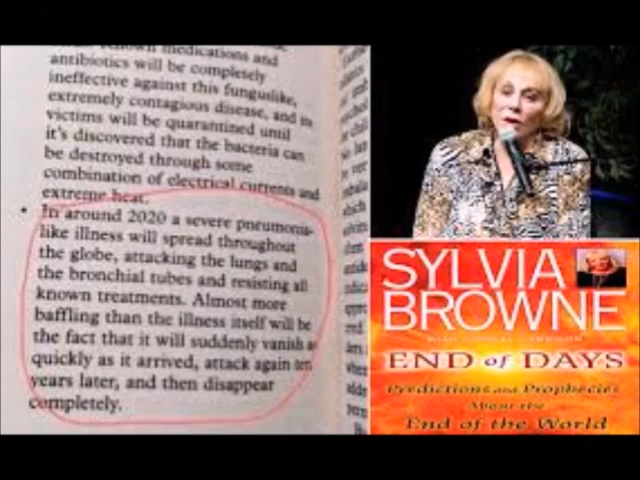 known medications and
antibiotics will be completely
ineffective against this funguslike,
extremely contagious disease, and its
victims will be quarantined until
it's discovered that the bacteria can
be destroyed through some
combination of electrical currents and
extreme heat.
• In around 2020 a severe pneumonia-
like illness will spread throughout
the globe, attacking the lungs and
the bronchial tubes and resisting all
known treatments. Almost more
baffling than the illness itself will be
the fact that it will suddenly vanish as
quickly as it arrived, attack again ten
years later, and then disappear
completely.
SYLVIA
BROWNE
END of DAYS
Predictions and Prophecies
About the
End of the World